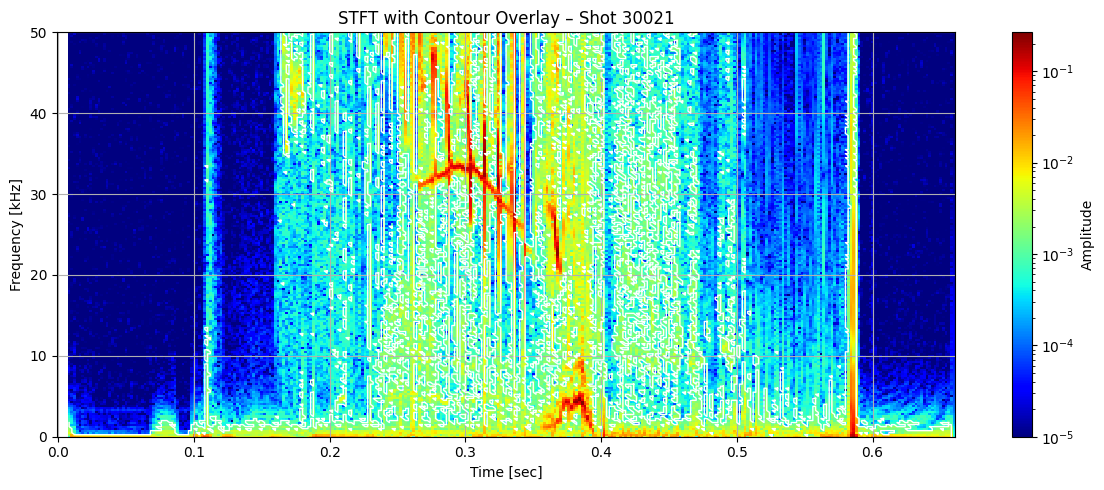 STFT with Contour Overlay – Shot 30021
50
40
30
20
10
0
Frequency [kHz]
0.0 0.1 0.2 0.3 0.4 0.5 0.6
Time [sec]
10⁻¹
10⁻²
10⁻³
10⁻⁴
10⁻⁵
Amplitude